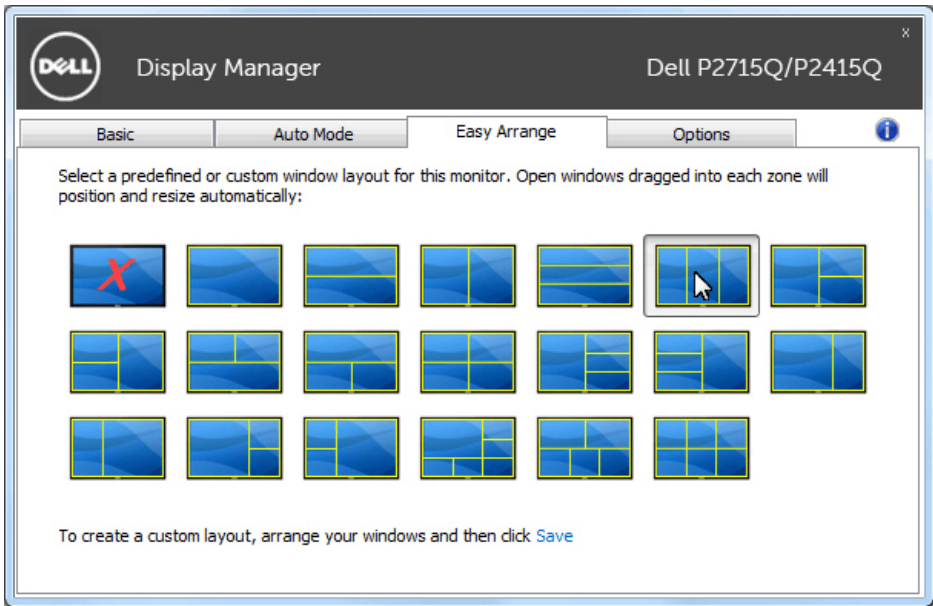 DELL
Display Manager
Dell P2715Q/P2415Q
x
Basic
Auto Mode
Easy Arrange
Options
i
Select a predefined or custom window layout for this monitor. Open windows dragged into each zone will
position and resize automatically:
X
To create a custom layout, arrange your windows and then click Save